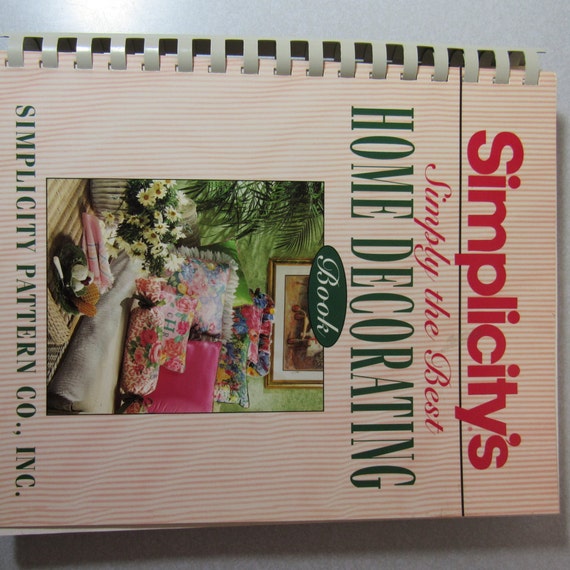 Simplicity's
Simply the Best
HOME DECORATING
Book
SIMPLICITY PATTERN CO., INC.